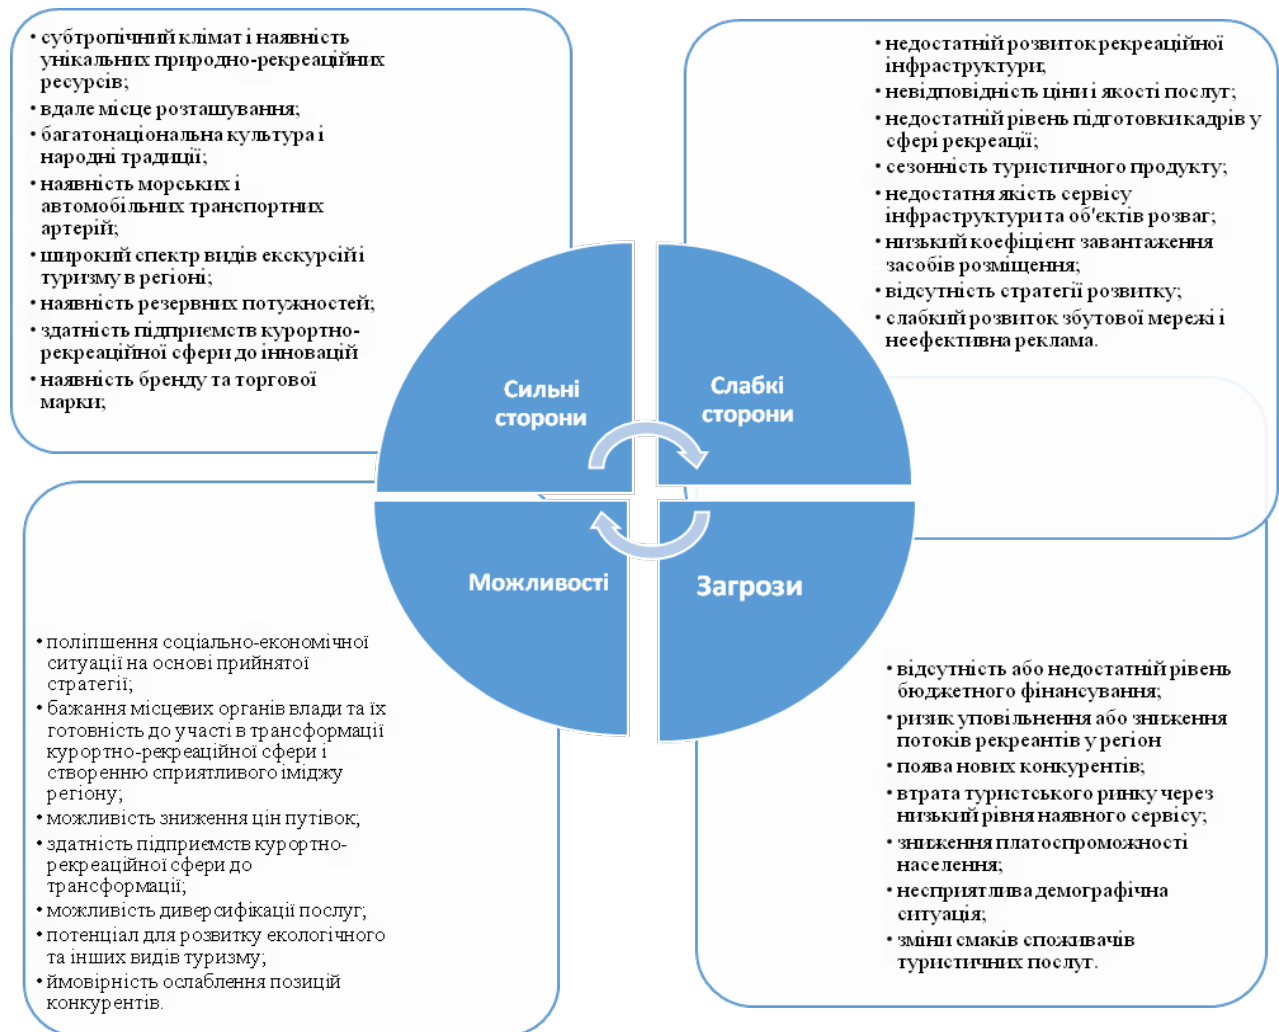 • субтропічний клімат і наявність
унікальних природно-рекреаційних
ресурсів;
• вдале місце розташування;
• багатонаціональна культура і
народні традиції;
• наявність морських і
автомобільних транспортних
артерій;
• широкий спектр видів екскурсій і
туризму в регіоні;
• наявність резервних потужностей;
• здатність підприємств курортно-
рекреаційної сфери до інновацій
• наявність бренду та торгової
марки;
• недостатній розвиток рекреаційної
інфраструктури;
• невідповідність ціни і якості послуг;
• недостатній рівень підготовки кадрів у
сфері рекреації;
• сезонність туристичного продукту;
• недостатня якість сервісу
інфраструктури та об'єктів розваг;
• низький коефіцієнт завантаження
засобів розміщення;
• відсутність стратегії розвитку;
• слабкий розвиток збутової мережі і
неефективна реклама.
Сильні
сторони
Слабкі
сторони
Можливості
Загрози
• поліпшення соціально-економічної
ситуації на основі прийнятої
стратегії;
• бажання місцевих органів влади та їх
готовність до участі в трансформації
курортно-рекреаційної сфери і
створенню сприятливого іміджу
регіону;
• можливість зниження цін путівок;
• здатність підприємств курортно-
рекреаційної сфери до
трансформації;
• можливість диверсифікації послуг;
• потенціал для розвитку екологічного
та інших видів туризму;
• ймовірність ослаблення позицій
конкурентів.
• відсутність або недостатній рівень
бюджетного фінансування;
• ризик уповільнення або зниження
потоків рекреантів у регіон
• поява нових конкурентів;
• втрата туристського ринку через
низький рівня наявного сервісу;
• зниження платоспроможності
населення;
• несприятлива демографічна
ситуація;
• зміни смаків споживачів
туристичних послуг.